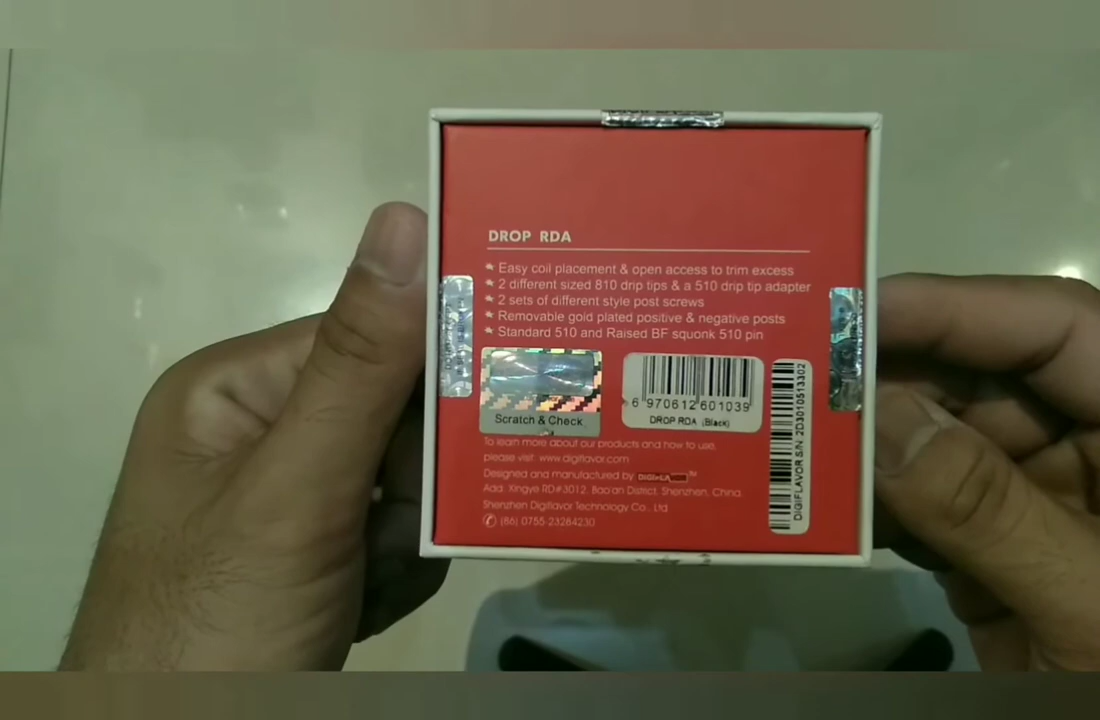 DROP RDA
Easy coil placement & open access to trim excess
2 different sized 810 drip tips & a 510 drip tip adapter
2 sets of different style post screws
Removable gold plated positive & negative posts
Standard 510 and Raised BF squonk 510 pin
Scratch & Check
6 970612 601039
DROP RDA (Black)
DIGIFLAVOR S/N: 2D3010513302
To learn more about our products and how to use,
please visit: www.digiflavor.com
Designed and manufactured by
Add. Xingye RD#3012, Bao'an District, Shenzhen, China
Shenzhen Digiflavor Technology Co., Ltd
(86) 0755-23284230